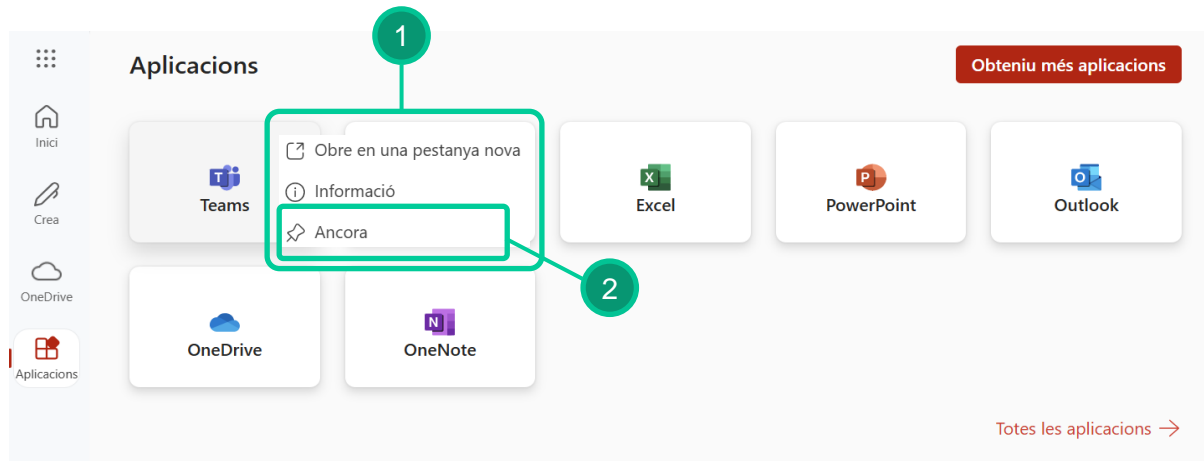 1
Aplicacions
Obteniu més aplicacions
Inici
Crea
OneDrive
Aplicacions
Teams
Obre en una pestanya nova
Informació
Ancora
2
Excel
PowerPoint
Outlook
OneDrive
OneNote
Totes les aplicacions